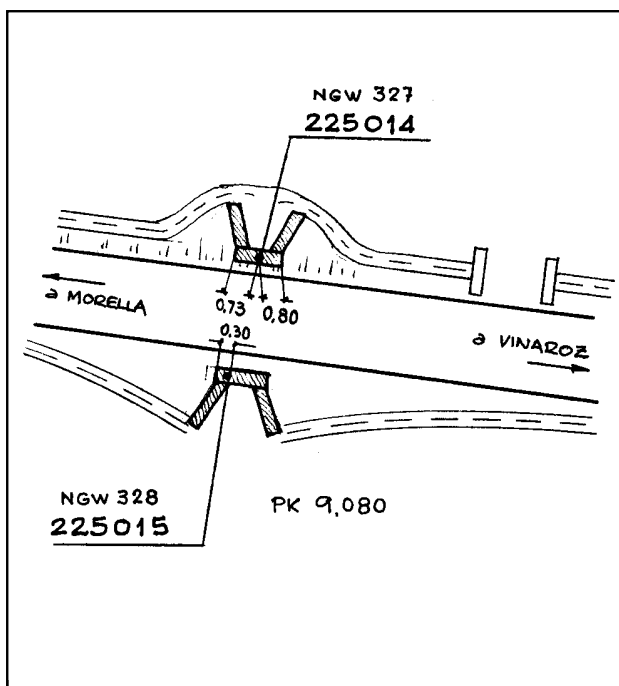 NGW 327
225014
a MORELLA
0,73
0,80
0,30
a VINAROZ
NGW 328
225015
PK 9,080